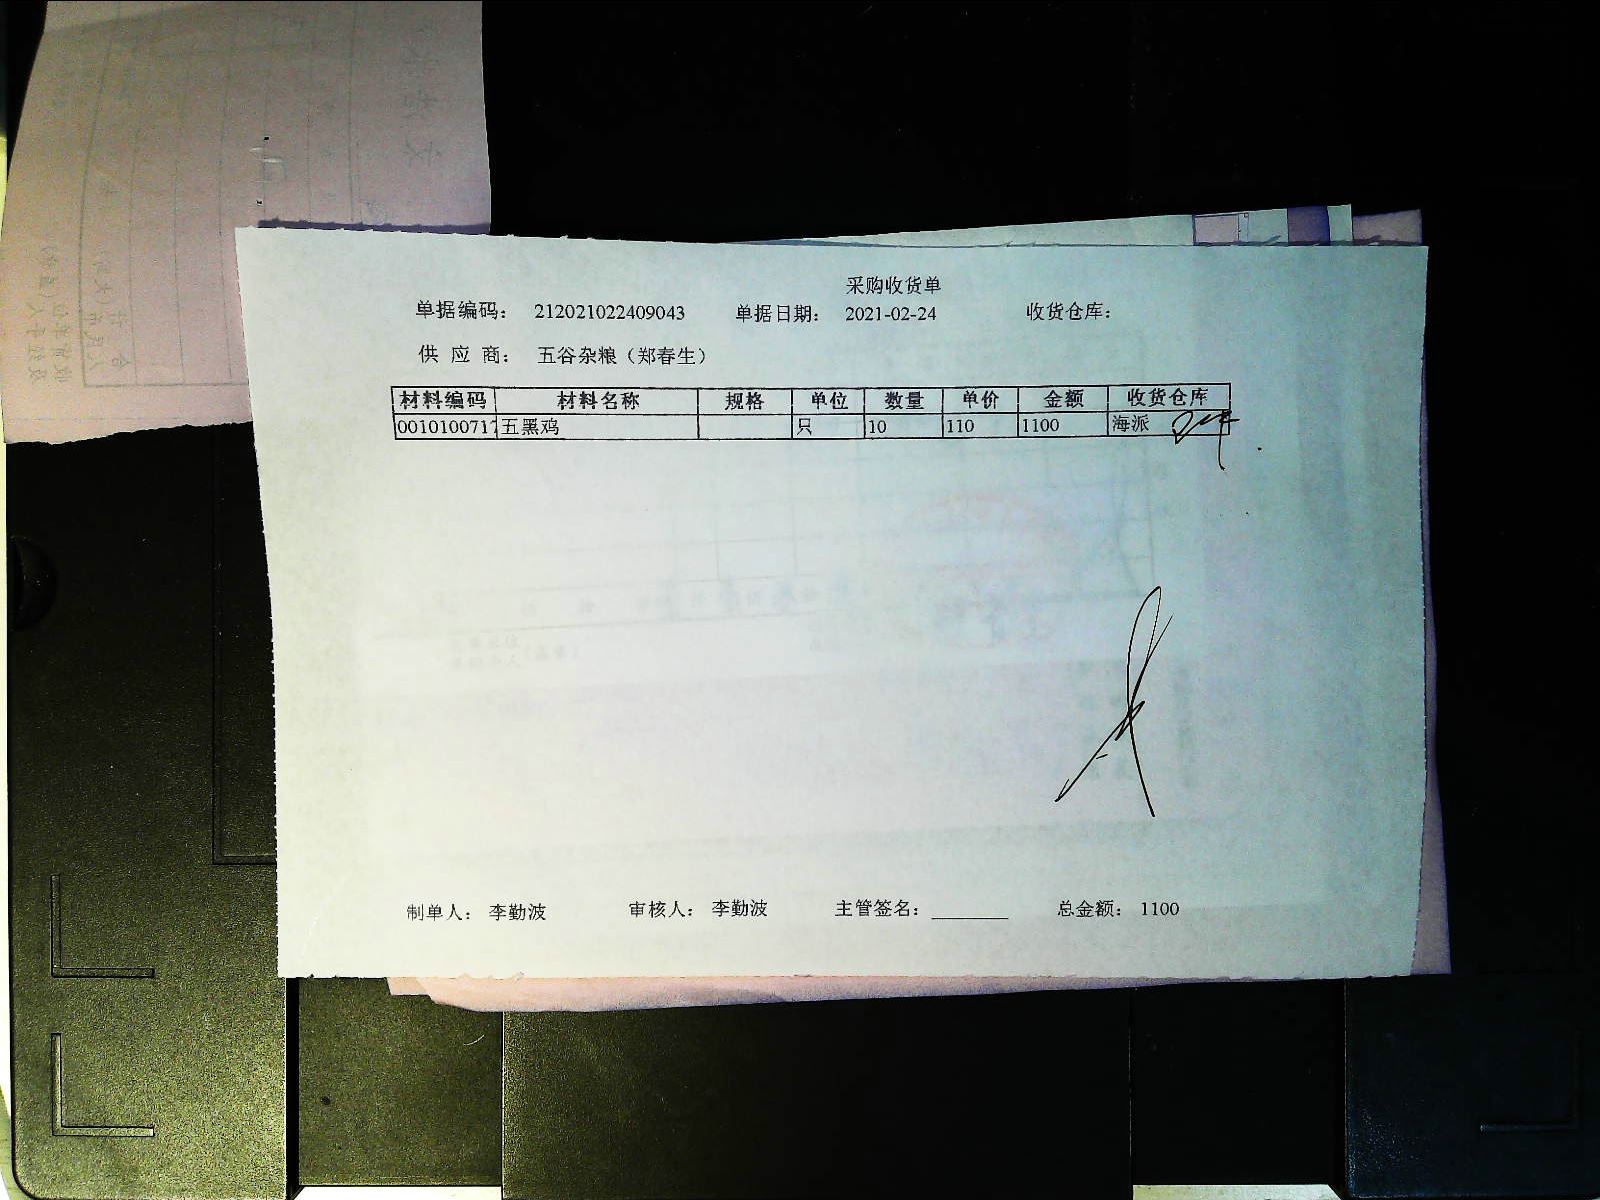 采购收货单
单据编码： 212021022409043 单据日期： 2021-02-24 收货仓库：
供 应 商： 五谷杂粮（郑春生）
材料编码 材料名称 规格 单位 数量 单价 金额 收货仓库
0010100717 五黑鸡 只 10 110 1100 海派
制单人： 李勤波 审核人： 李勤波 主管签名： 总金额： 1100